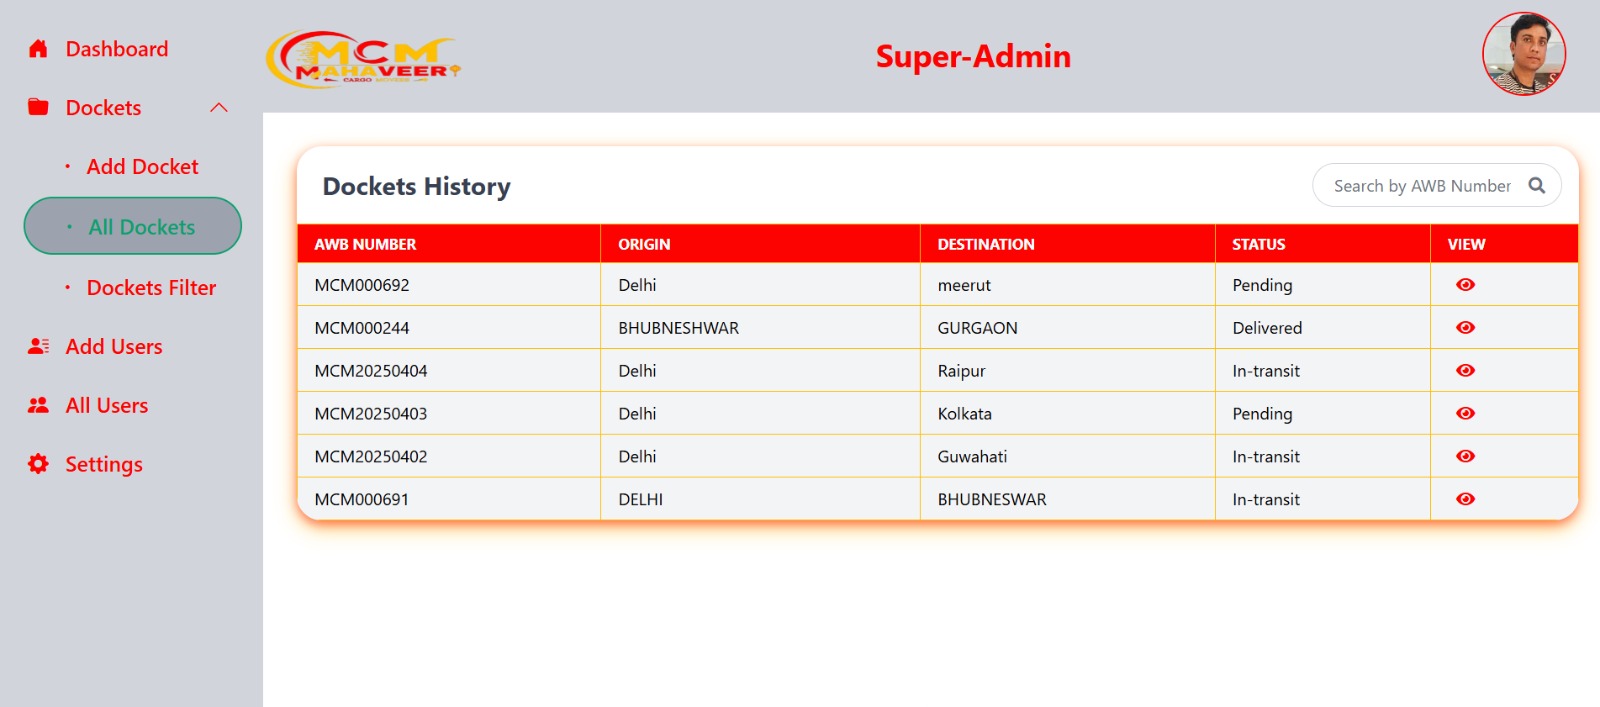 Dashboard
Dockets
Add Docket
All Dockets
Dockets Filter
Add Users
All Users
Settings
MCM
MAHAVEER
CARGO MOVERS
Super-Admin
Dockets History
Search by AWB Number
AWB NUMBER ORIGIN DESTINATION STATUS VIEW
MCM000692 Delhi meerut Pending
MCM000244 BHUBNESHWAR GURGAON Delivered
MCM20250404 Delhi Raipur In-transit
MCM20250403 Delhi Kolkata Pending
MCM20250402 Delhi Guwahati In-transit
MCM000691 DELHI BHUBNESWAR In-transit